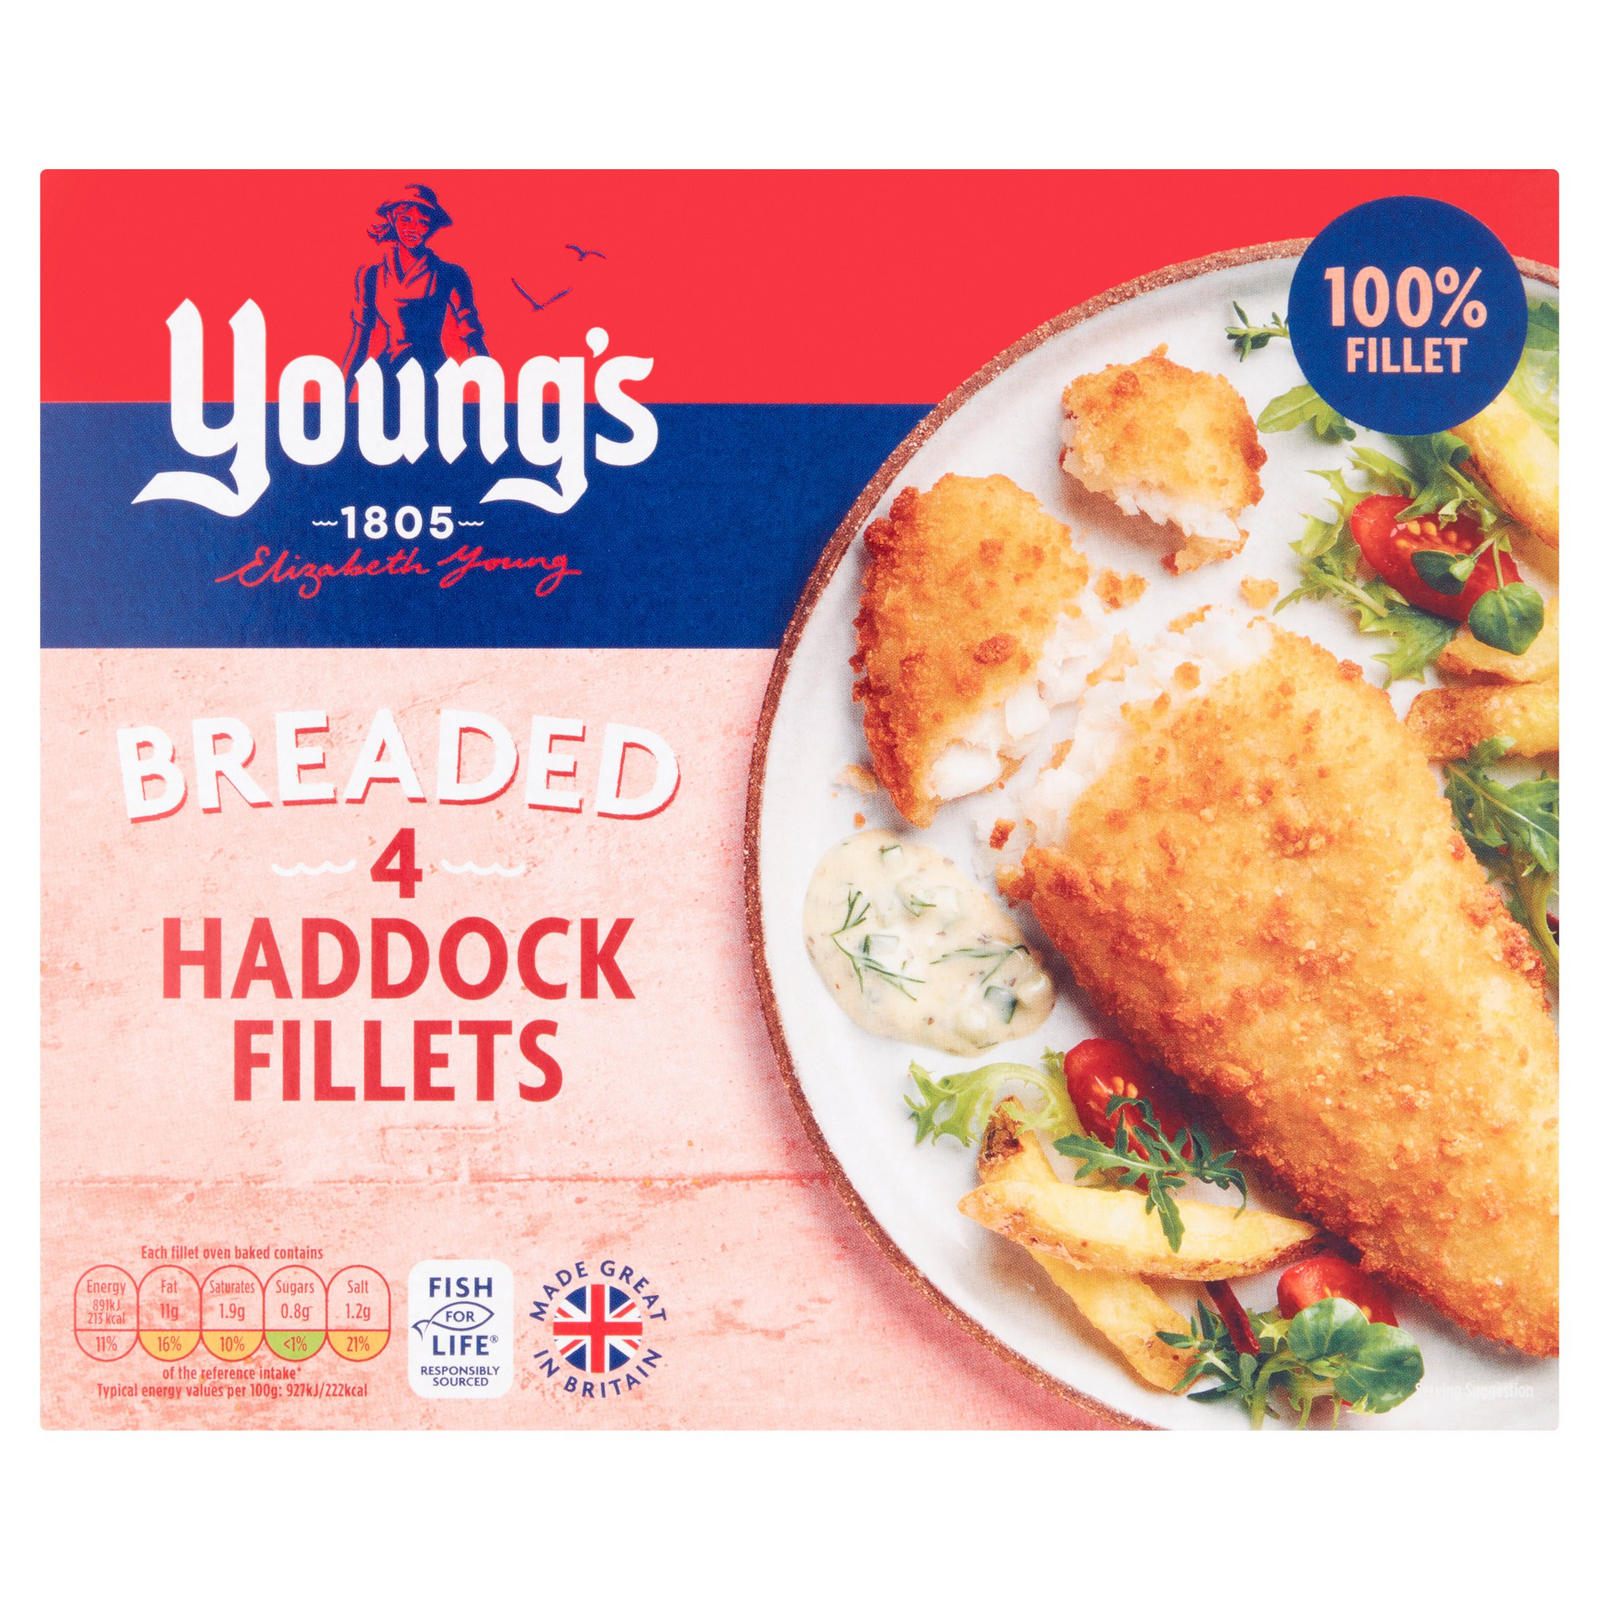 Young's
1805
Elizabeth Young
100%
FILLET
BREADED
4
HADDOCK
FILLETS
Each fillet oven baked contains
Energy Fat Saturates Sugars Salt
891kJ
213 kcal 11g 1.9g 0.8g 1.2g
11% 16% 10% <1% 21%
of the reference intake*
Typical energy values per 100g: 927kJ/222kcal
FISH
FOR
LIFE®
RESPONSIBLY
SOURCED
MADE GREAT
IN BRITAIN
Serving Suggestion